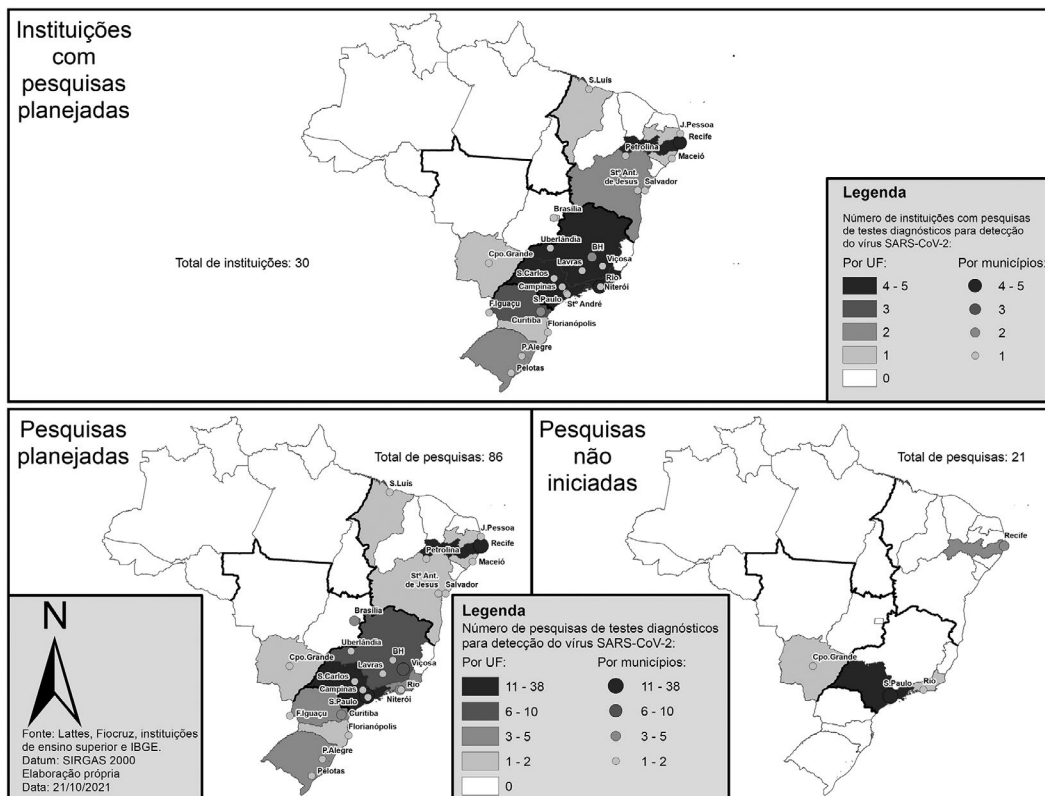 Instituições
com
pesquisas
planejadas
Total de instituições: 30
S.Luís
J.Pessoa
Recife
Petrolina
Maceió
Stº Ant.
de Jesus
Salvador
Brasília
Uberlândia
BH
Cpo.Grande
Lavras
Viçosa
S.Carlos
Rio
Campinas
Niterói
S.Paulo
Stº André
F.Iguaçu
Curitiba
Florianópolis
P.Alegre
Pelotas
Legenda
Número de instituições com pesquisas
de testes diagnósticos para detecção
do vírus SARS-CoV-2:
Por UF:
Por municípios:
4 - 5
4 - 5
3
3
2
2
1
1
0
Pesquisas
planejadas
Total de pesquisas: 86
S.Luís
J.Pessoa
Recife
Petrolina
Maceió
Stº Ant.
de Jesus
Salvador
Brasília
Uberlândia
BH
Cpo.Grande
Lavras
Viçosa
S.Carlos
Rio
Campinas
S.Paulo
Niterói
F.Iguaçu
Curitiba
Florianópolis
P.Alegre
Pelotas
N
Fonte: Lattes, Fiocruz, instituições
de ensino superior e IBGE.
Datum: SIRGAS 2000
Elaboração própria
Data: 21/10/2021
Legenda
Número de pesquisas de testes diagnósticos
para detecção do vírus SARS-CoV-2:
Por UF:
Por municípios:
11 - 38
11 - 38
6 - 10
6 - 10
3 - 5
3 - 5
1 - 2
1 - 2
0
Pesquisas
não
iniciadas
Total de pesquisas: 21
Recife
Cpo.Grande
S.Paulo
Rio